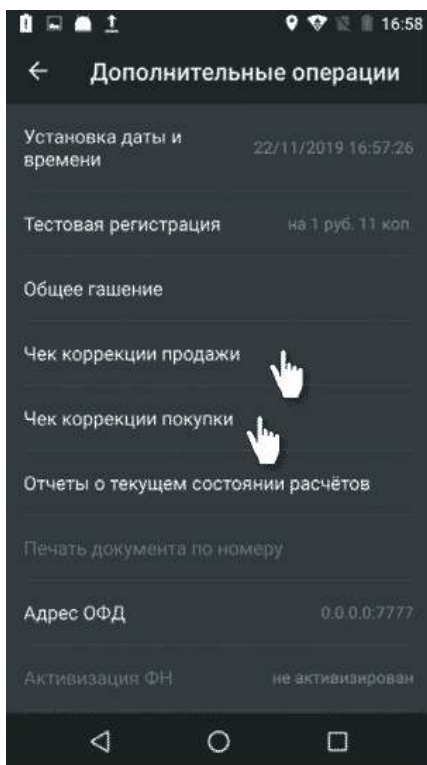 16:58
Дополнительные операции
Установка даты и
времени
22/11/2019 16:57:26
Тестовая регистрация
на 1 руб. 11 коп.
Общее гашение
Чек коррекции продажи
Чек коррекции покупки
Отчеты о текущем состоянии расчётов
Печать документа по номеру
Адрес ОФД
0.0.0.0:7777
Активизация ФН
не активизирован